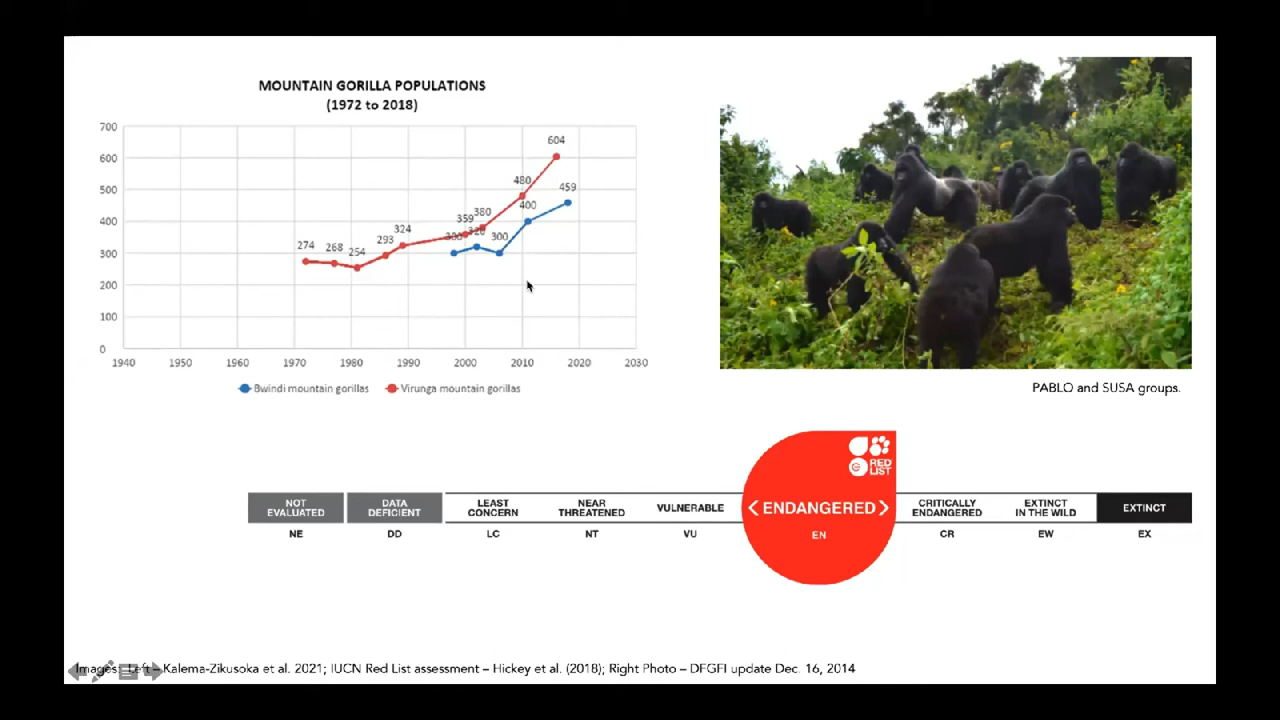 MOUNTAIN GORILLA POPULATIONS
(1972 to 2018)
700
600
500
400
300
200
100
0
604
480
459
400
359
380
324
320
300
293
274
268
254
1940
1950
1960
1970
1980
1990
2000
2010
2020
2030
Bwindi mountain gorillas
Virunga mountain gorillas
PABLO and SUSA groups.
RED
LIST
NOT
EVALUATED
DATA
DEFICIENT
LEAST
CONCERN
NEAR
THREATENED
VULNERABLE
<ENDANGERED>
CRITICALLY
ENDANGERED
EXTINCT
IN THE WILD
EXTINCT
NE
DD
LC
NT
VU
EN
CR
EW
EX
Images: Left – Kalema-Zikusoka et al. 2021; IUCN Red List assessment – Hickey et al. (2018); Right Photo – DFGFI update Dec. 16, 2014